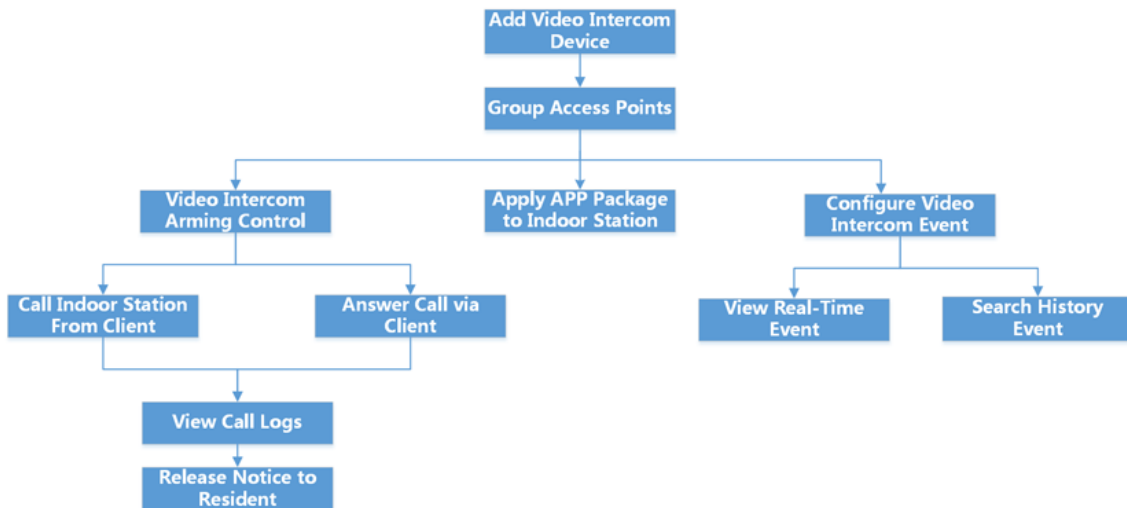 Add Video Intercom
Device
Group Access Points
Video Intercom
Arming Control
Apply APP Package
to Indoor Station
Configure Video
Intercom Event
Call Indoor Station
From Client
Answer Call via
Client
View Real-Time
Event
Search History
Event
View Call Logs
Release Notice to
Resident